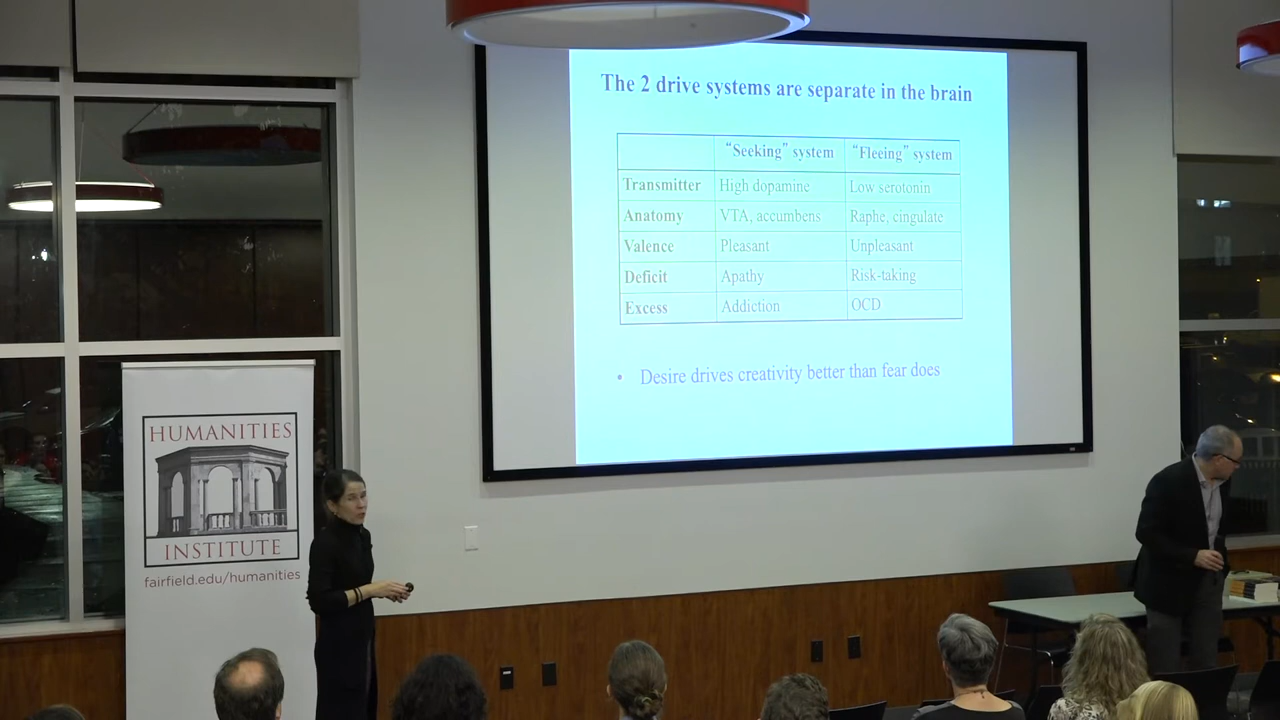 The 2 drive systems are separate in the brain
“Seeking” system “Fleeing” system
Transmitter High dopamine Low serotonin
Anatomy VTA, accumbens Raphe, cingulate
Valence Pleasant Unpleasant
Deficit Apathy Risk-taking
Excess Addiction OCD
• Desire drives creativity better than fear does
HUMANITIES
INSTITUTE
fairfield.edu/humanities